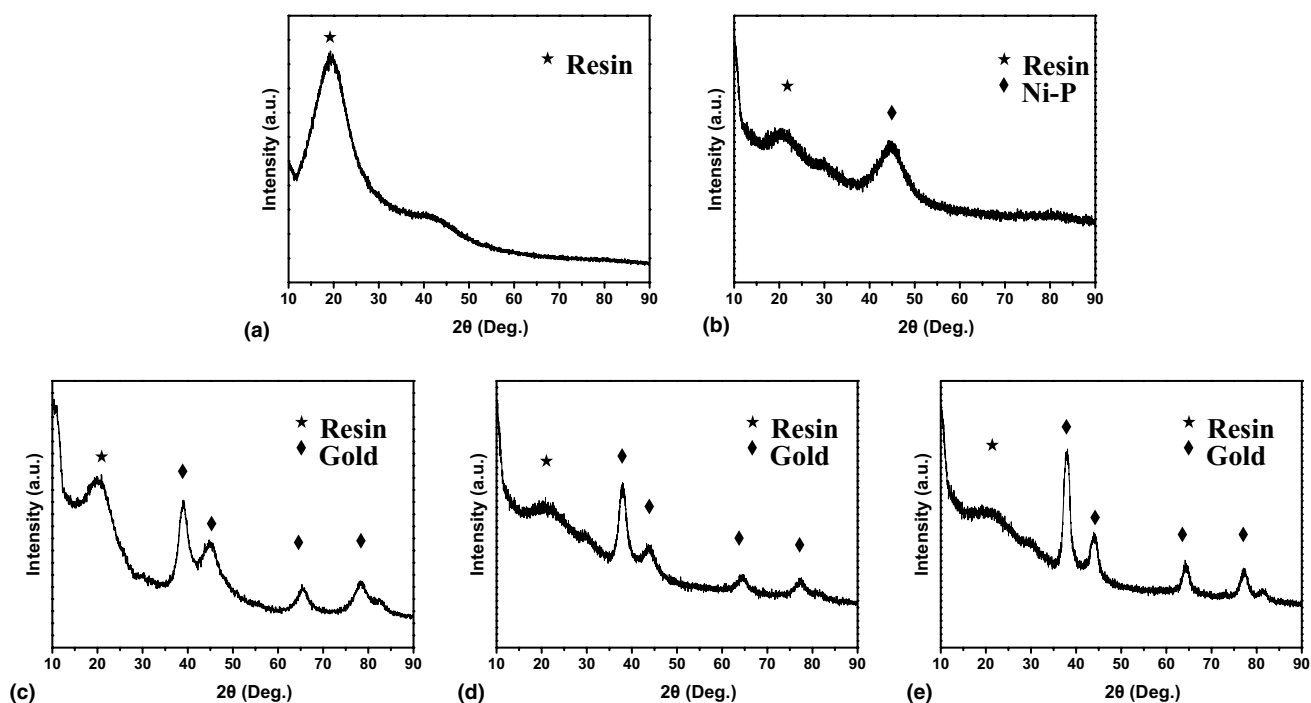 ★ Resin
Intensity (a.u.)
10 20 30 40 50 60 70 80 90
2θ (Deg.)
(a)
★ Resin
♦ Ni-P
Intensity (a.u.)
10 20 30 40 50 60 70 80 90
2θ (Deg.)
(b)
★ Resin
♦ Gold
Intensity (a.u.)
10 20 30 40 50 60 70 80 90
2θ (Deg.)
(c)
★ Resin
♦ Gold
Intensity (a.u.)
10 20 30 40 50 60 70 80 90
2θ (Deg.)
(d)
★ Resin
♦ Gold
Intensity (a.u.)
10 20 30 40 50 60 70 80 90
2θ (Deg.)
(e)